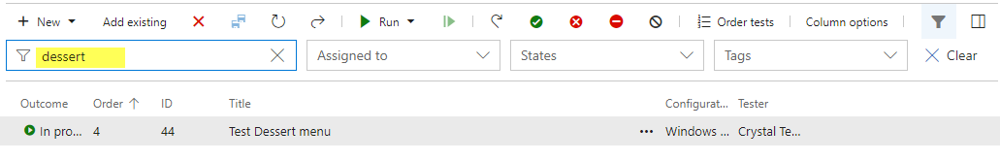 New Add existing Run Order tests Column options
dessert Assigned to States Tags Clear
Outcome Order ID Title Configurat... Tester
In pro... 4 44 Test Dessert menu ... Windows ... Crystal Te...